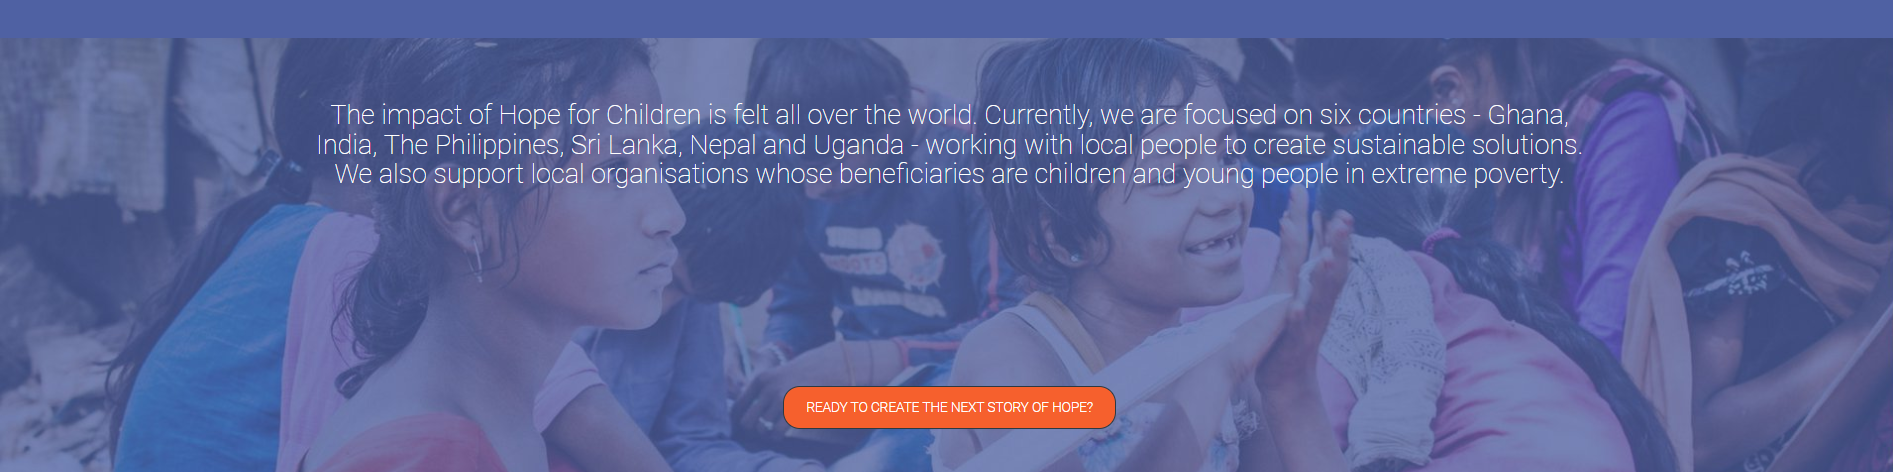 The impact of Hope for Children is felt all over the world. Currently, we are focused on six countries - Ghana,
India, The Philippines, Sri Lanka, Nepal and Uganda - working with local people to create sustainable solutions.
We also support local organisations whose beneficiaries are children and young people in extreme poverty.
READY TO CREATE THE NEXT STORY OF HOPE?